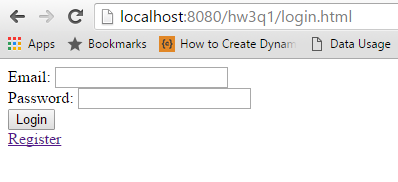 localhost:8080/hw3q1/login.html
Apps Bookmarks How to Create Dynam Data Usage
Email:
Password:
Login
Register